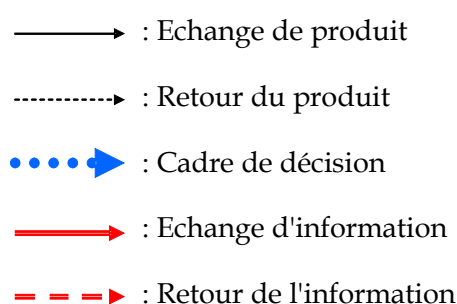 : Echange de produit
: Retour du produit
: Cadre de décision
: Echange d'information
: Retour de l'information